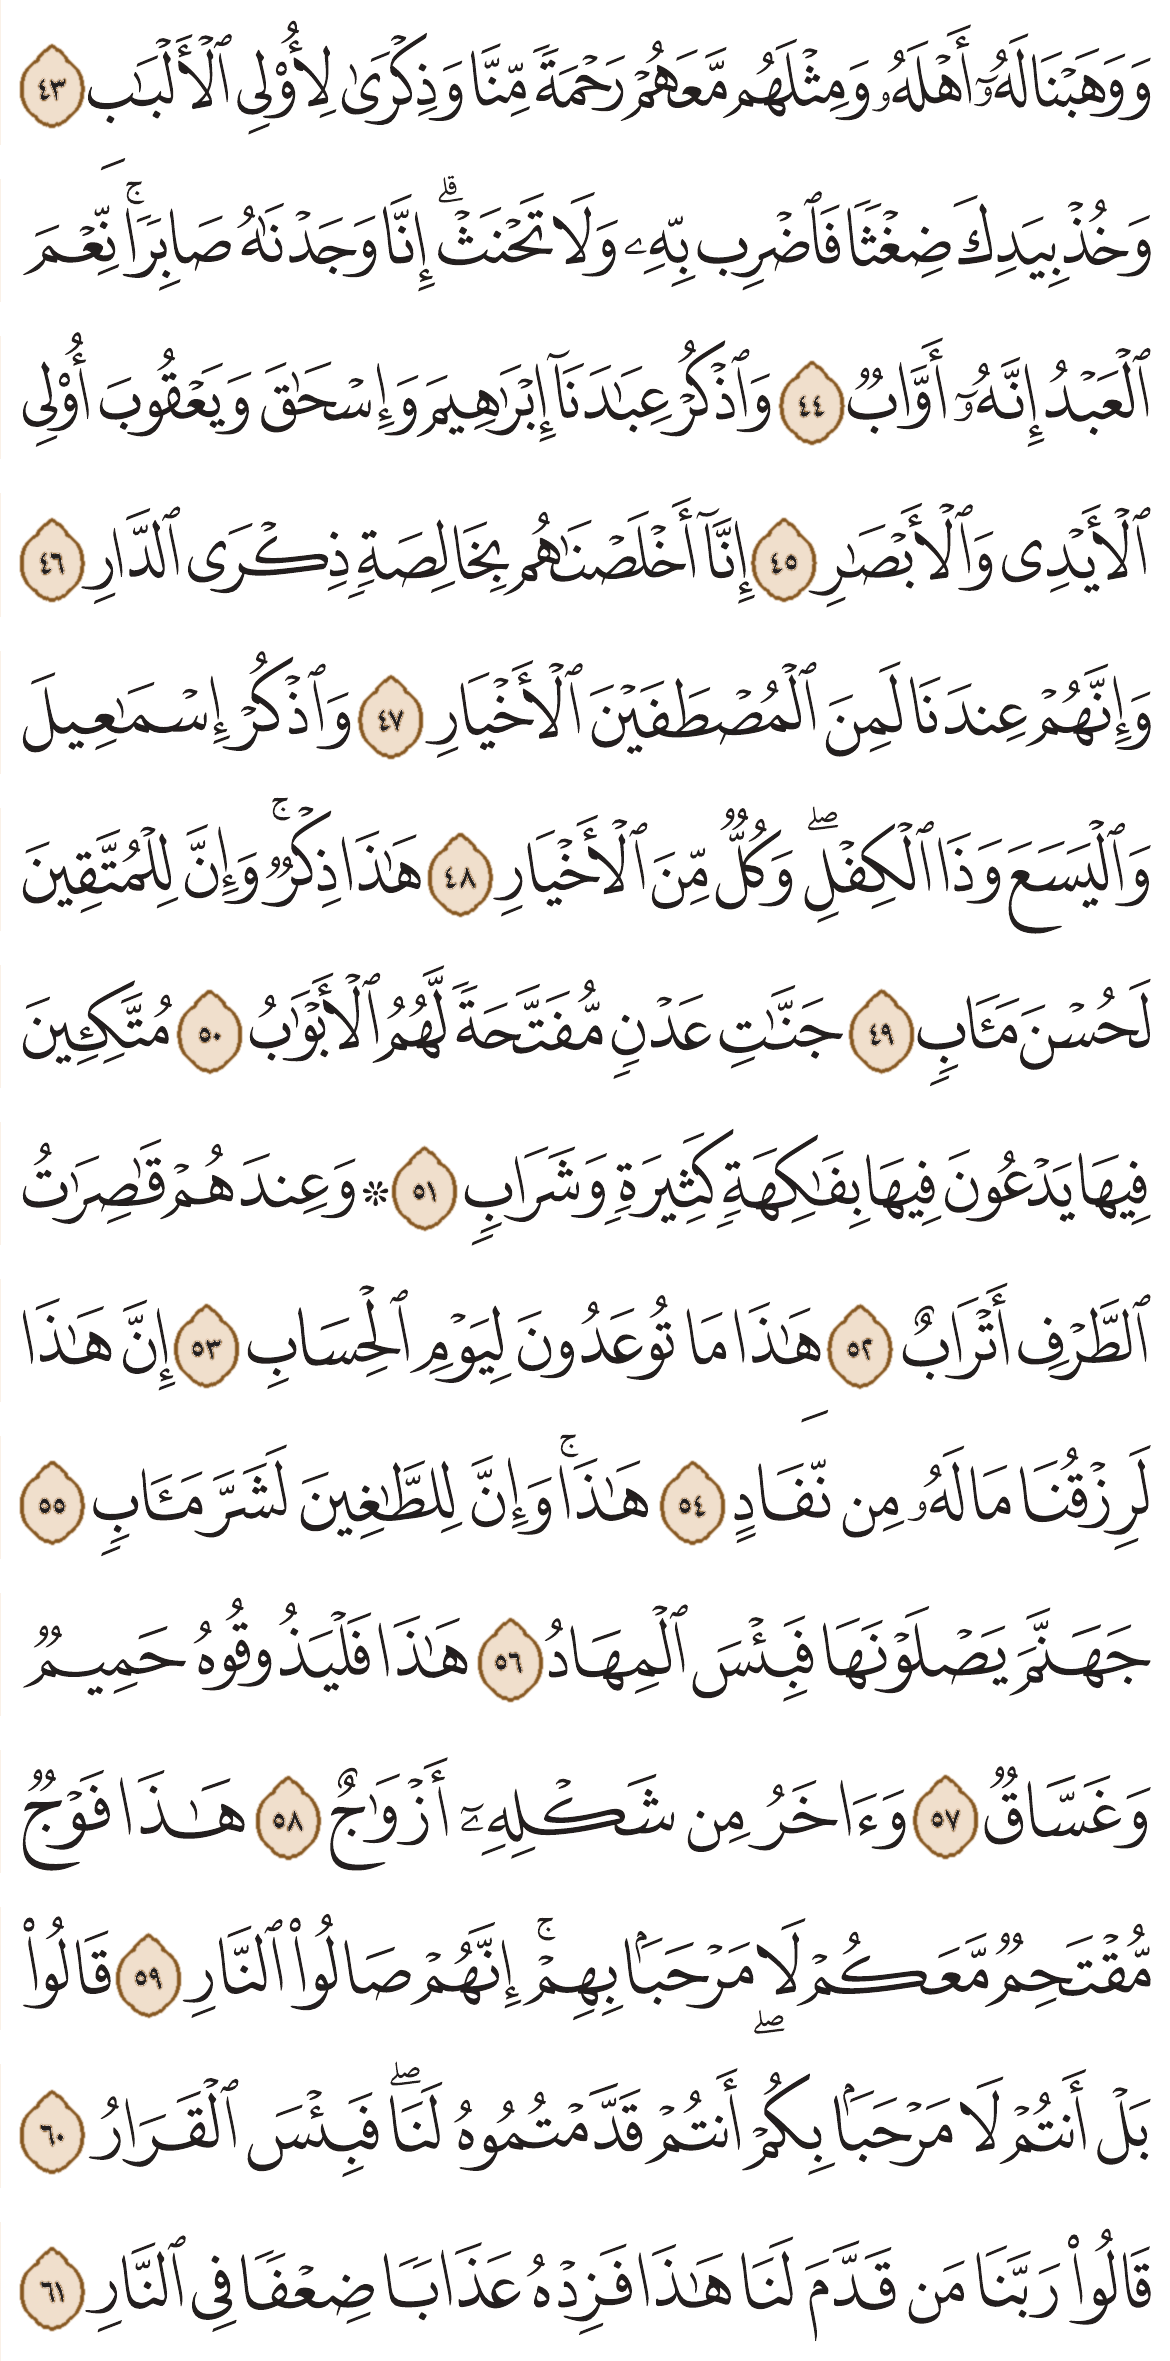 وَوَهَبْنَا لَهُۥٓ أَهْلَهُۥ وَمِثْلَهُم مَّعَهُمْ رَحْمَةً مِّنَّا وَذِكْرَىٰ لِأُو۟لِى ٱلْأَلْبَـٰبِ ٤٣
وَخُذْ بِيَدِكَ ضِغْثًا فَٱضْرِب بِّهِۦ وَلَا تَحْنَثْ ۗ إِنَّا وَجَدْنَـٰهُ صَابِرًا ۚ نِّعْمَ
ٱلْعَبْدُ ۖ إِنَّهُۥٓ أَوَّابٌ ٤٤ وَٱذْكُرْ عِبَـٰدَنَآ إِبْرَٰهِيمَ وَإِسْحَـٰقَ وَيَعْقُوبَ أُو۟لِى
ٱلْأَيْدِى وَٱلْأَبْصَـٰرِ ٤٥ إِنَّآ أَخْلَصْنَـٰهُم بِخَالِصَةٍ ذِكْرَى ٱلدَّارِ ٤٦
وَإِنَّهُمْ عِندَنَا لَمِنَ ٱلْمُصْطَفَيْنَ ٱلْأَخْيَارِ ٤٧ وَٱذْكُرْ إِسْمَـٰعِيلَ
وَٱلْيَسَعَ وَذَا ٱلْكِفْلِ ۖ وَكُلٌّ مِّنَ ٱلْأَخْيَارِ ٤٨ هَـٰذَا ذِكْرٌ ۚ وَإِنَّ لِلْمُتَّقِينَ
لَحُسْنَ مَـَٔابٍ ٤٩ جَنَّـٰتِ عَدْنٍ مُّفَتَّحَةً لَّهُمُ ٱلْأَبْوَٰبُ ٥٠ مُتَّكِـِٔينَ
فِيهَا يَدْعُونَ فِيهَا بِفَـٰكِهَةٍ كَثِيرَةٍ وَشَرَابٍ ٥١ ۞ وَعِندَهُمْ قَـٰصِرَٰتُ
ٱلطَّرْفِ أَتْرَابٌ ٥٢ هَـٰذَا مَا تُوعَدُونَ لِيَوْمِ ٱلْحِسَابِ ٥٣ إِنَّ هَـٰذَا
لَرِزْقُنَا مَا لَهُۥ مِن نَّفَادٍ ٥٤ هَـٰذَا ۚ وَإِنَّ لِلطَّـٰغِينَ لَشَرَّ مَـَٔابٍ ٥٥
جَهَنَّمَ يَصْلَوْنَهَا فَبِئْسَ ٱلْمِهَادُ ٥٦ هَـٰذَا فَلْيَذُوقُوهُ حَمِيمٌ
وَغَسَّاقٌ ٥٧ وَءَاخَرُ مِن شَكْلِهِۦٓ أَزْوَٰجٌ ٥٨ هَـٰذَا فَوْجٌ
مُّقْتَحِمٌ مَّعَكُمْ ۖ لَا مَرْحَبًۢا بِهِمْ ۚ إِنَّهُمْ صَالُوا۟ ٱلنَّارِ ٥٩ قَالُوا۟
بَلْ أَنتُمْ لَا مَرْحَبًۢا بِكُمْ ۖ أَنتُمْ قَدَّمْتُمُوهُ لَنَا ۖ فَبِئْسَ ٱلْقَرَارُ ٦٠
قَالُوا۟ رَبَّنَا مَن قَدَّمَ لَنَا هَـٰذَا فَزِدْهُ عَذَابًا ضِعْفًا فِى ٱلنَّارِ ٦١